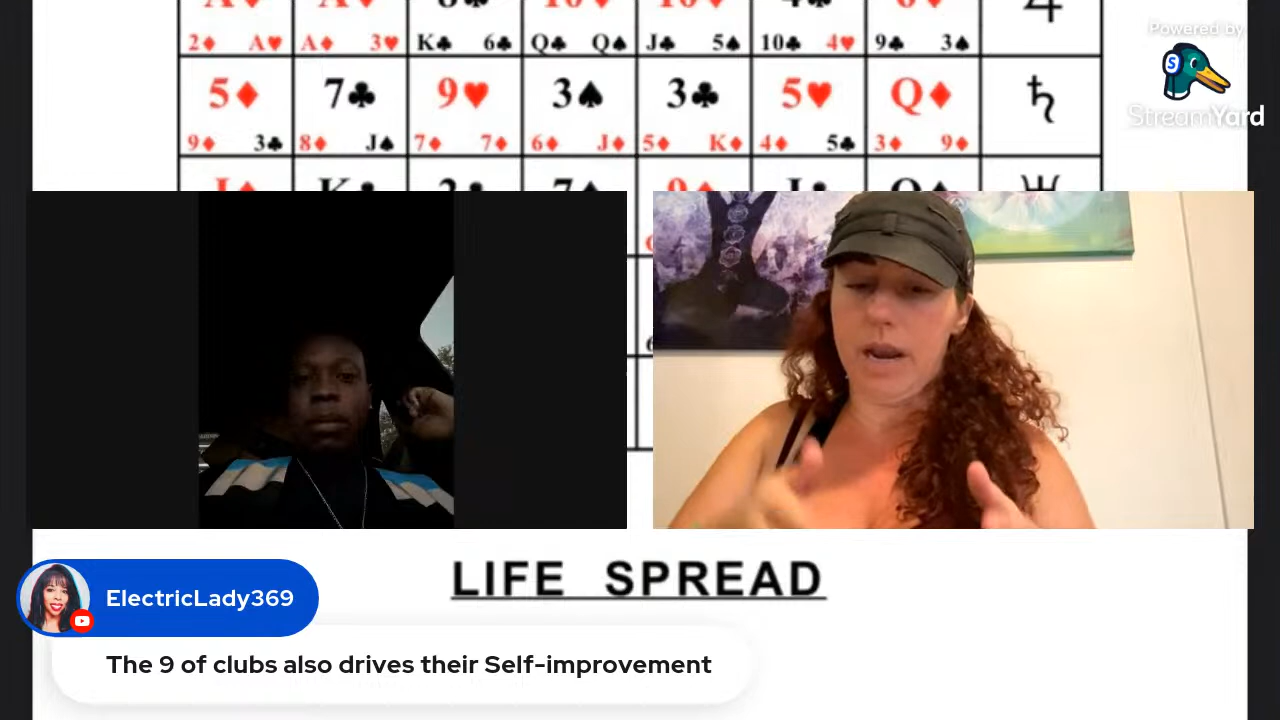 Powered by
StreamYard
2♦ A♥ A♦ 3♥ K♣ 6♣ Q♣ Q♠ J♣ 5♠ 10♣ 4♥ 9♣ 3♠
5♦ 7♣ 9♥ 3♠ 3♣ 5♥ Q♦ ♄
9♦ 3♣ 8♦ J♠ 7♦ 7♦ 6♦ J♦ 5♦ K♦ 4♦ 5♣ 3♦ 9♦
LIFE SPREAD
ElectricLady369
The 9 of clubs also drives their Self-improvement